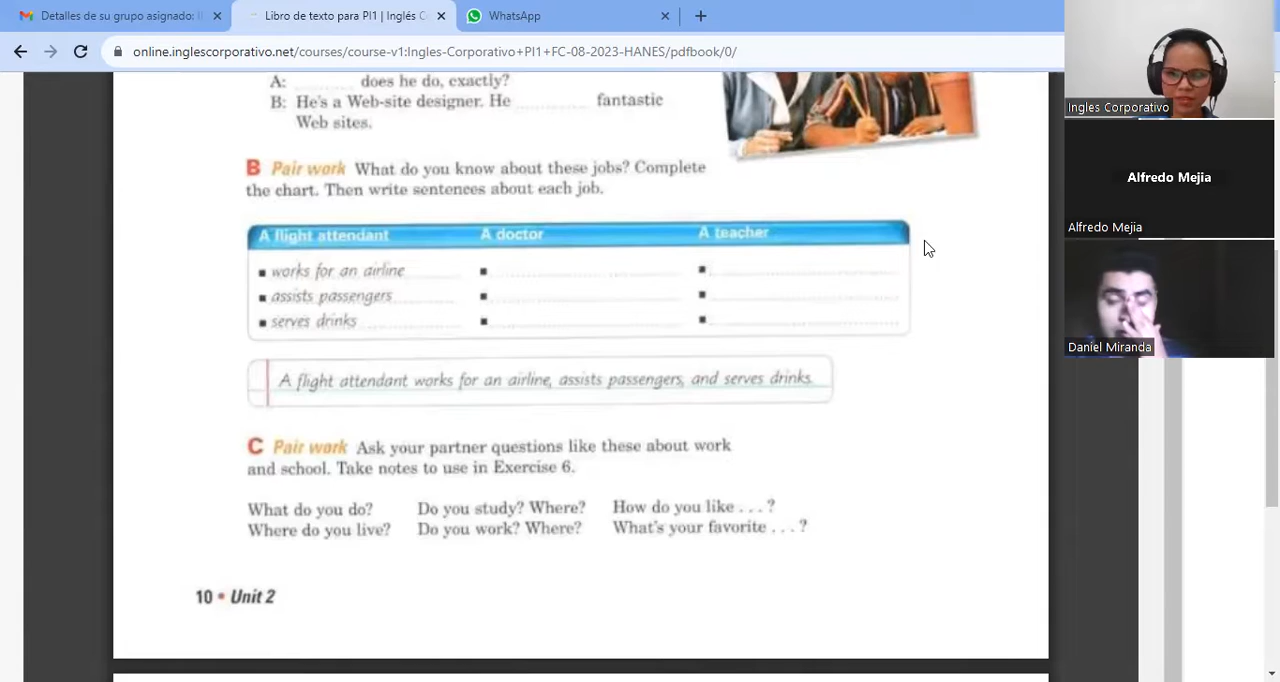 Detalles de su grupo asignado: I
Libro de texto para PI1 | Inglés C
WhatsApp
online.inglescorporativo.net/courses/course-v1:Ingles-Corporativo+PI1+FC-08-2023-HANES/pdfbook/0/
A: ........ does he do, exactly?
B: He's a Web-site designer. He ........ fantastic
Web sites.
B Pair work What do you know about these jobs? Complete
the chart. Then write sentences about each job.
A flight attendant A doctor A teacher
works for an airline
assists passengers
serves drinks
A flight attendant works for an airline, assists passengers, and serves drinks.
C Pair work Ask your partner questions like these about work
and school. Take notes to use in Exercise 6.
What do you do? Do you study? Where? How do you like . . . ?
Where do you live? Do you work? Where? What's your favorite . . . ?
10 • Unit 2
Ingles Corporativo
Alfredo Mejia
Alfredo Mejia
Daniel Miranda